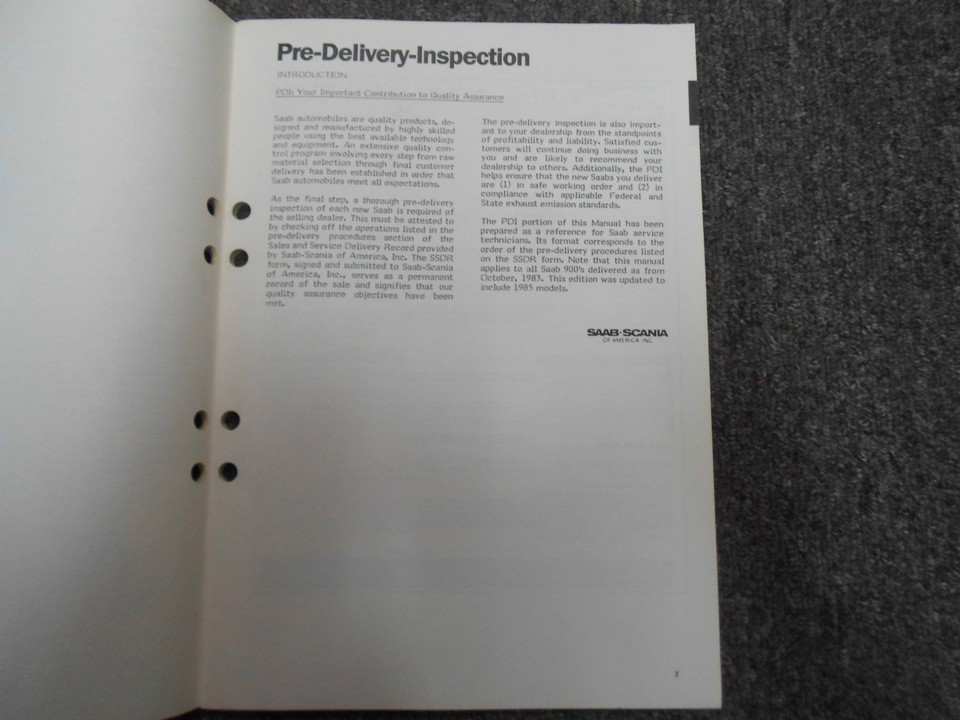 Pre-Delivery-Inspection
INTRODUCTION
PDI: Your Important Contribution to Quality Assurance
Saab automobiles are quality products, de-
signed and manufactured by highly skilled
people using the best available technology
and equipment. An extensive quality con-
trol program involving every step from raw
material selection through final customer
delivery has been established in order that
Saab automobiles meet all expectations.
As the final step, a thorough pre-delivery
inspection of each new Saab is required of
the selling dealer. This must be attested to
by checking off the operations listed in the
pre-delivery procedures section of the
Sales and Service Delivery Record provided
by Saab-Scania of America, Inc. The SSDR
form, signed and submitted to Saab-Scania
of America, Inc., serves as a permanent
record of the sale and signifies that our
quality assurance objectives have been
met.
The pre-delivery inspection is also import-
ant to your dealership from the standpoints
of profitability and liability. Satisfied cus-
tomers will continue doing business with
you and are likely to recommend your
dealership to others. Additionally, the PDI
helps ensure that the new Saabs you deliver
are (1) in safe working order and (2) in
compliance with applicable Federal and
State exhaust emission standards.
The PDI portion of this Manual has been
prepared as a reference for Saab service
technicians. Its format corresponds to the
order of the pre-delivery procedures listed
on the SSDR form. Note that this manual
applies to all Saab 900's delivered as from
October, 1983. This edition was updated to
include 1985 models.
SAAB-SCANIA
OF AMERICA INC.
7